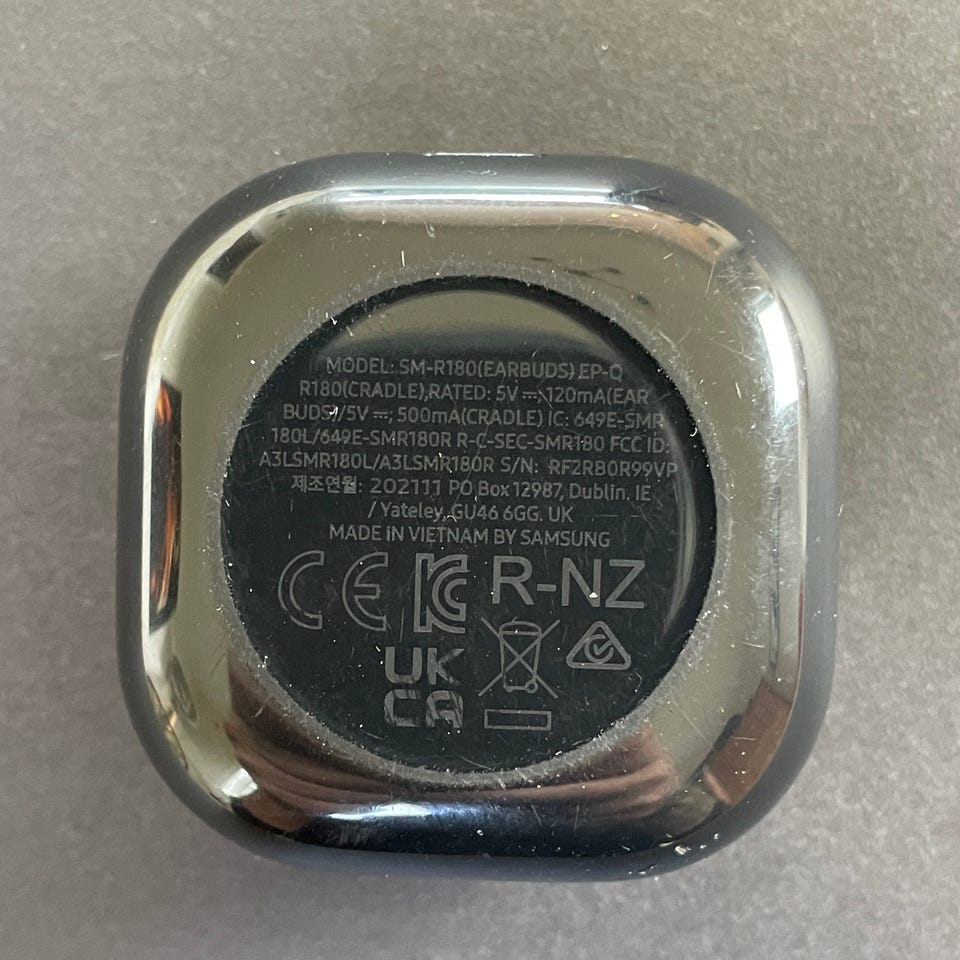 MODEL: SM-R180(EARBUDS),EP-Q
R180(CRADLE),RATED: 5V ⎓; 120mA(EAR
BUDS)/5V ⎓; 500mA(CRADLE) IC: 649E-SMR
180L/649E-SMR180R R-C-SEC-SMR180 FCC ID:
A3LSMR180L/A3LSMR180R S/N: RF2RB0R99VP
제조연월: 202111 PO Box 12987, Dublin. IE
/ Yateley, GU46 6GG. UK
MADE IN VIETNAM BY SAMSUNG
CE KC R-NZ
UK
CA